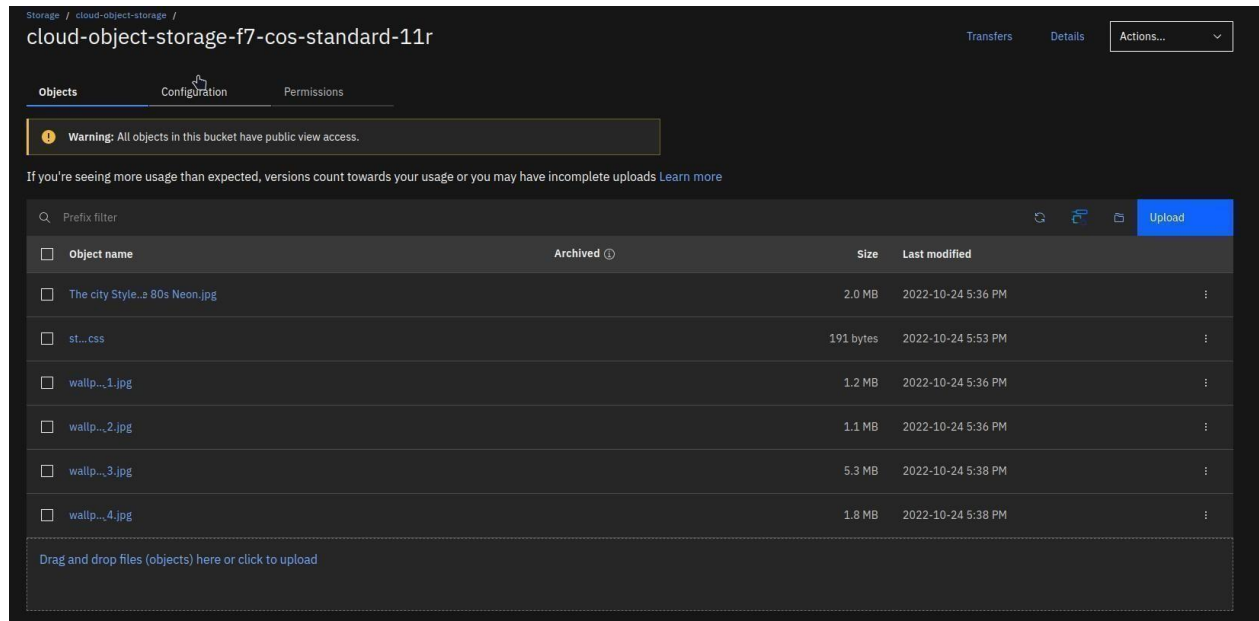 Storage / cloud-object-storage /
cloud-object-storage-f7-cos-standard-11r
Transfers Details Actions...
Objects Configuration Permissions
Warning: All objects in this bucket have public view access.
If you're seeing more usage than expected, versions count towards your usage or you may have incomplete uploads Learn more
Prefix filter Upload
Object name Archived Size Last modified
The city Style..e 80s Neon.jpg 2.0 MB 2022-10-24 5:36 PM
st...css 191 bytes 2022-10-24 5:53 PM
wallp..._1.jpg 1.2 MB 2022-10-24 5:36 PM
wallp..._2.jpg 1.1 MB 2022-10-24 5:36 PM
wallp..._3.jpg 5.3 MB 2022-10-24 5:38 PM
wallp..._4.jpg 1.8 MB 2022-10-24 5:38 PM
Drag and drop files (objects) here or click to upload